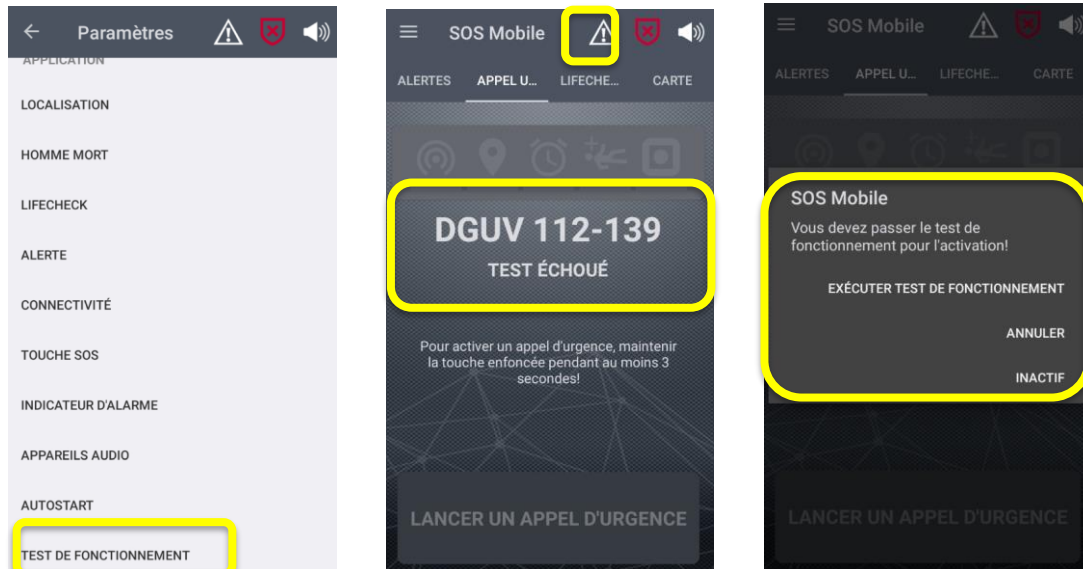 Paramètres
APPLICATION
LOCALISATION
HOMME MORT
LIFECHECK
ALERTE
CONNECTIVITÉ
TOUCHE SOS
INDICATEUR D'ALARME
APPAREILS AUDIO
AUTOSTART
TEST DE FONCTIONNEMENT
SOS Mobile
ALERTES APPEL U... LIFECHE... CARTE
DGUV 112-139
TEST ÉCHOUÉ
Pour activer un appel d'urgence, maintenir
la touche enfoncée pendant au moins 3
secondes!
LANCER UN APPEL D'URGENCE
SOS Mobile
ALERTES APPEL U... LIFECHE... CARTE
SOS Mobile
Vous devez passer le test de
fonctionnement pour l'activation!
EXÉCUTER TEST DE FONCTIONNEMENT
ANNULER
INACTIF
LANCER UN APPEL D'URGENCE